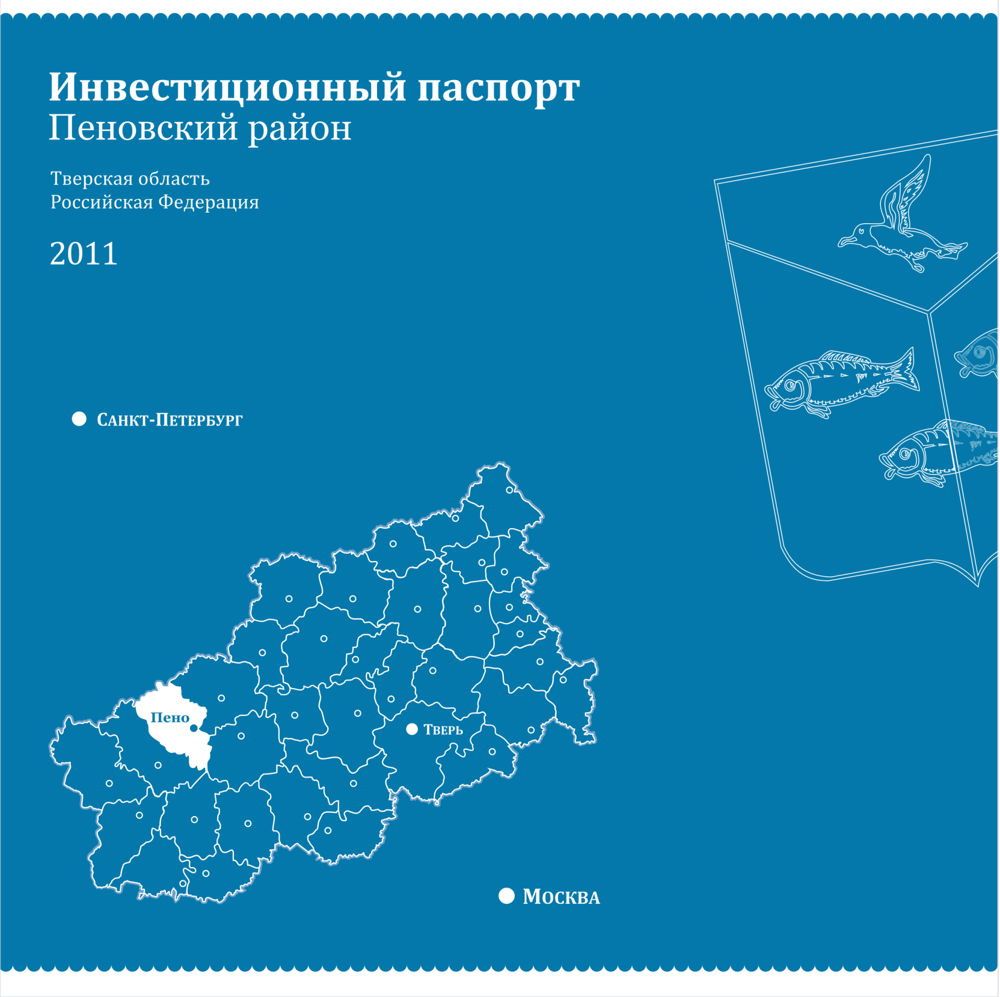 Инвестиционный паспорт
Пеновский район
Тверская область
Российская Федерация
2011
Санкт-Петербург
Пено
Тверь
Москва